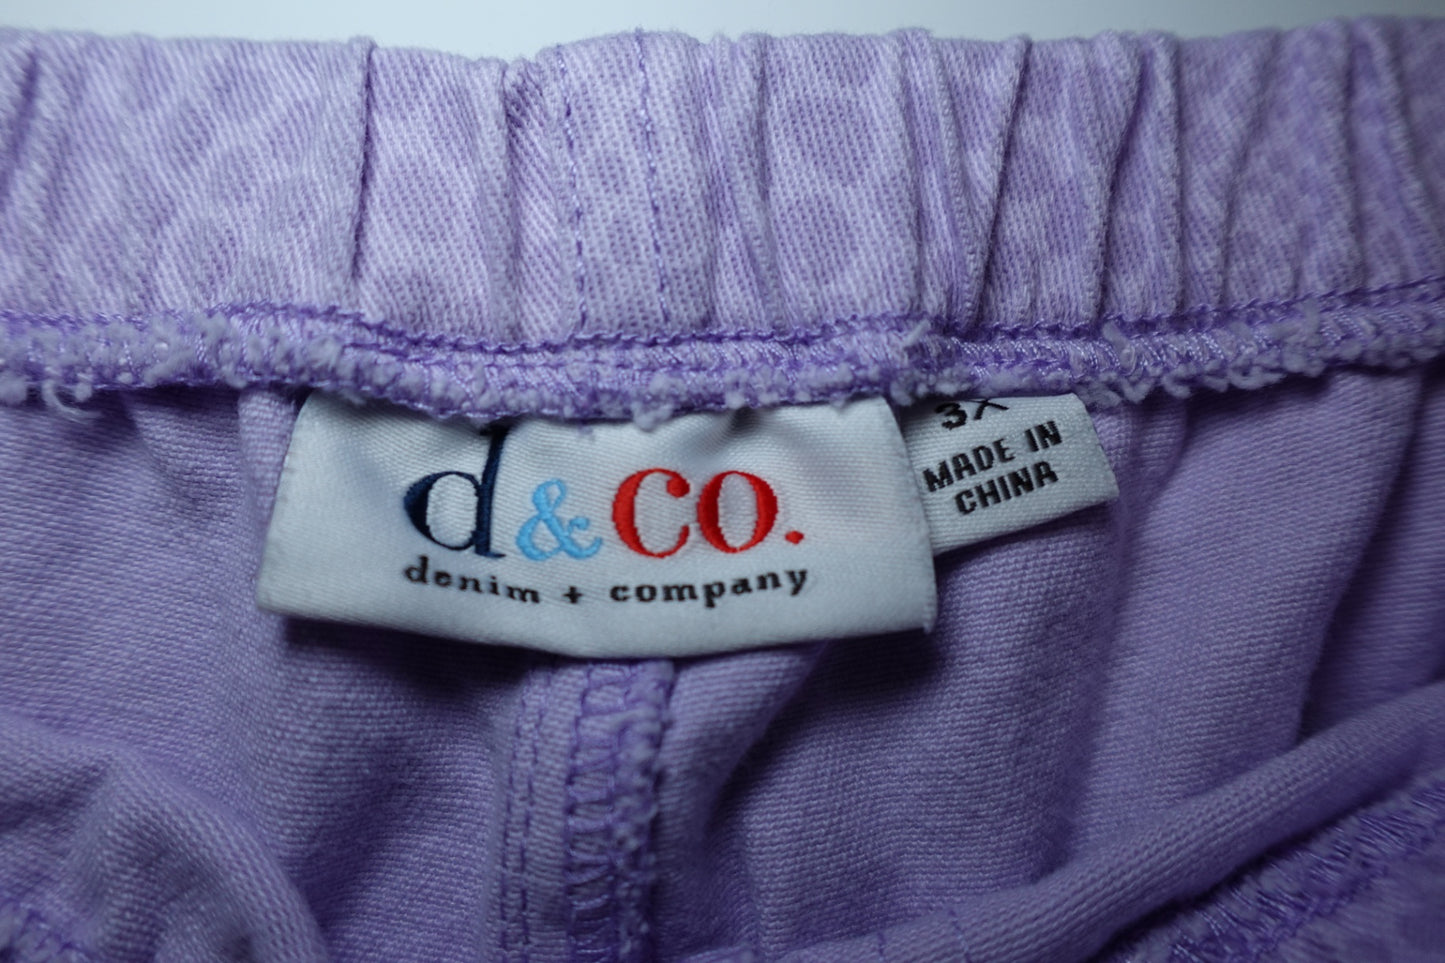 d&co.
denim + company
3X
MADE IN
CHINA